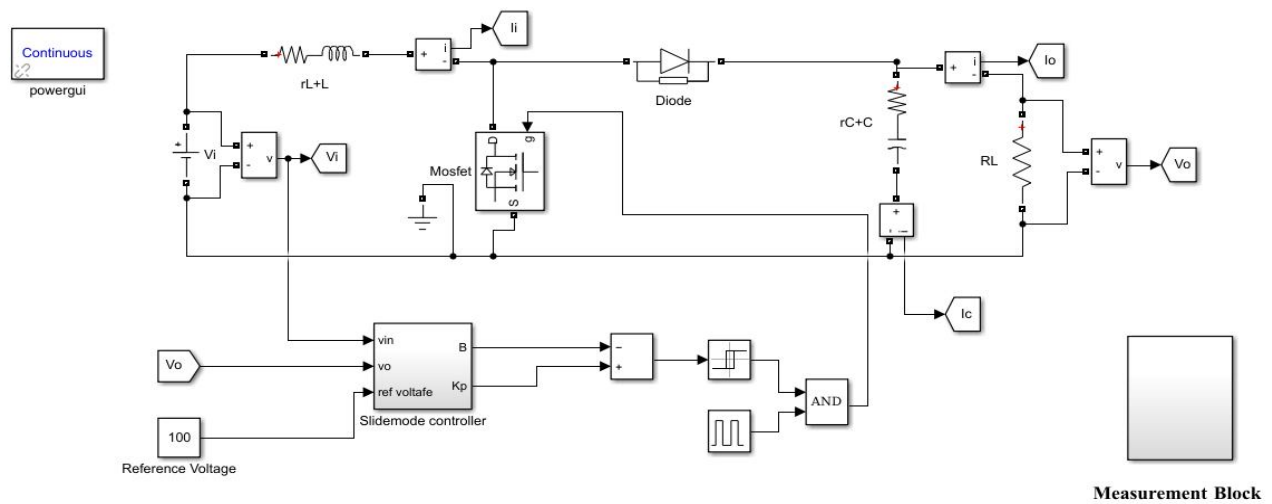 Continuous
powergui
rL+L
+
i
-
Ii
Diode
+
i
-
Io
Vi
+
-
v
Vi
Mosfet
D
g
S
rC+C
+
-
i
RL
+
-
v
Vo
Ic
Vo
100
Reference Voltage
vin
vo
ref voltafe
B
Kp
Slidemode controller
−
+
AND
Measurement Block